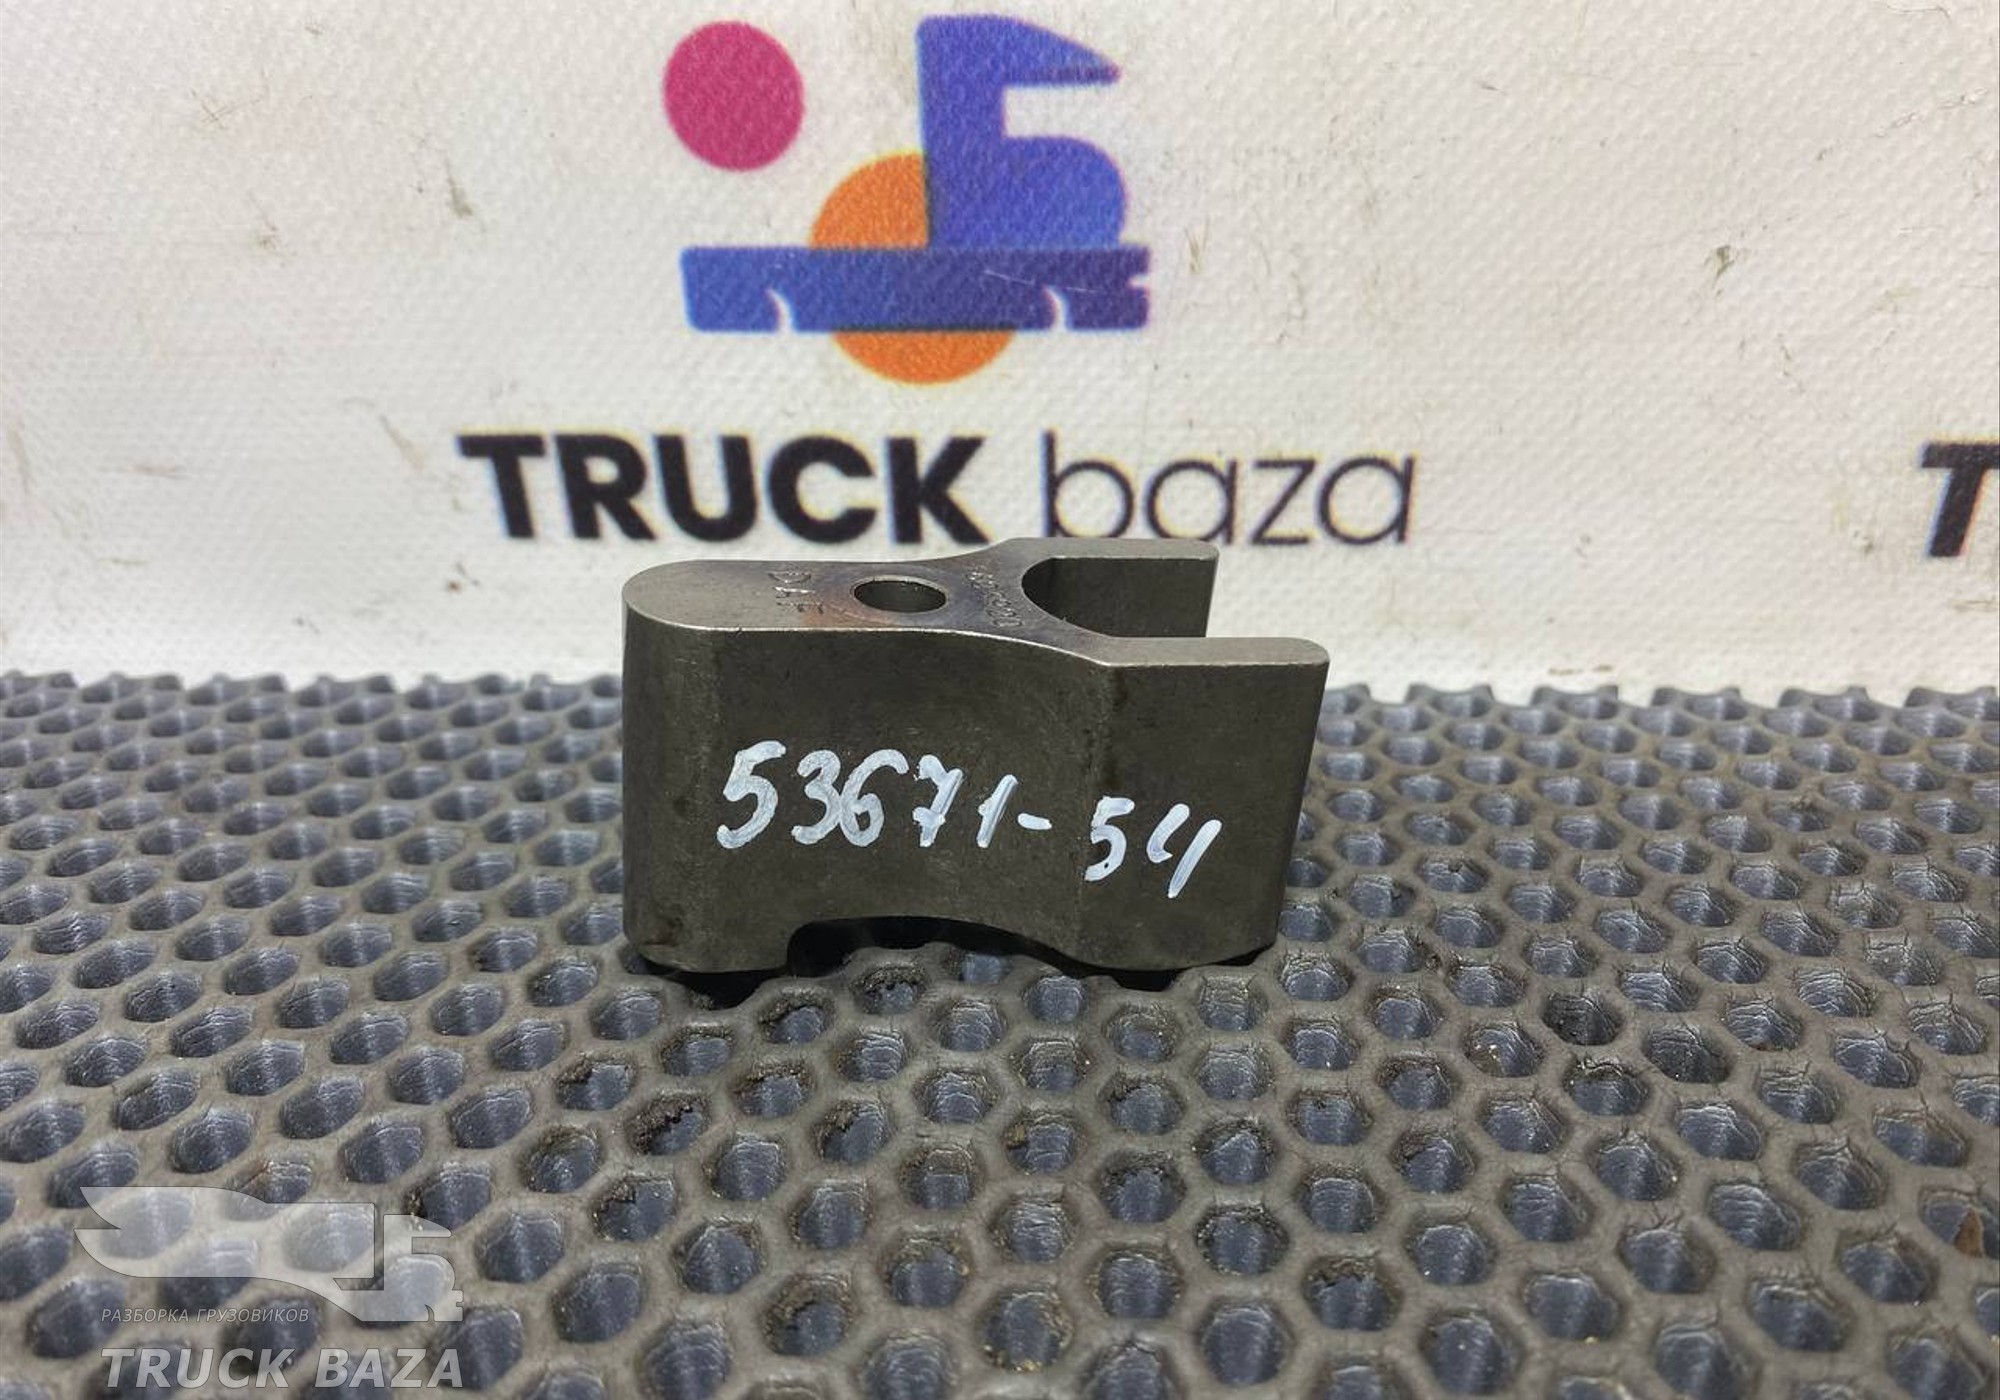 TRUCK baza
T
53671-54
РАЗБОРКА ГРУЗОВИКОВ
TRUCK BAZA